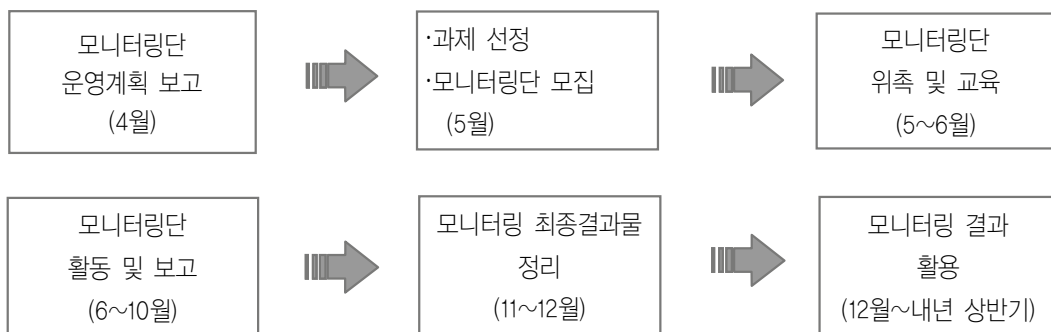 모니터링단
운영계획 보고
(4월)
·과제 선정
·모니터링단 모집
(5월)
모니터링단
위촉 및 교육
(5～6월)
모니터링단
활동 및 보고
(6～10월)
모니터링 최종결과물
정리
(11～12월)
모니터링 결과
활용
(12월～내년 상반기)